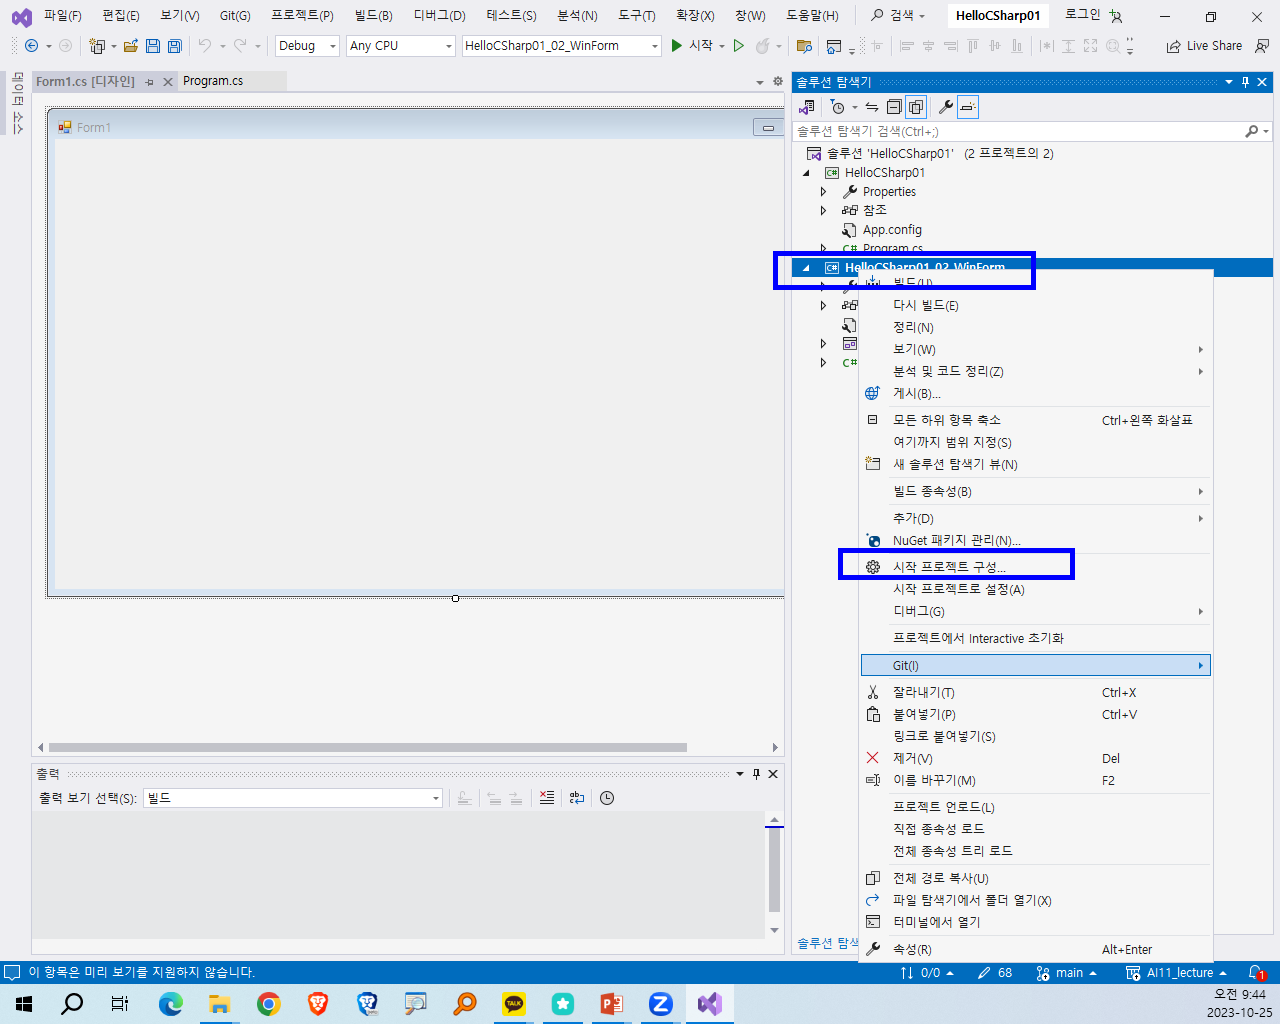 파일(F) 편집(E) 보기(V) Git(G) 프로젝트(P) 빌드(B) 디버그(D) 테스트(S) 분석(N) 도구(T) 확장(X) 창(W) 도움말(H) 검색 HelloCSharp01 로그인
Debug Any CPU HelloCSharp01_02_WinForm 시작 Live Share
데이터 소스
Form1.cs [디자인] Program.cs
Form1
솔루션 탐색기
솔루션 탐색기 검색(Ctrl+;)
솔루션 'HelloCSharp01' (2 프로젝트의 2)
HelloCSharp01
Properties
참조
App.config
Program.cs
HelloCSharp01_02_WinForm
빌드(U)
다시 빌드(E)
정리(N)
보기(W)
분석 및 코드 정리(Z)
게시(B)...
모든 하위 항목 축소 Ctrl+왼쪽 화살표
여기까지 범위 지정(S)
새 솔루션 탐색기 뷰(N)
빌드 종속성(B)
추가(D)
NuGet 패키지 관리(N)...
시작 프로젝트 구성...
시작 프로젝트로 설정(A)
디버그(G)
프로젝트에서 Interactive 초기화
Git(I)
잘라내기(T) Ctrl+X
붙여넣기(P) Ctrl+V
링크로 붙여넣기(S)
제거(V) Del
이름 바꾸기(M) F2
프로젝트 언로드(L)
직접 종속성 로드
전체 종속성 트리 로드
전체 경로 복사(U)
파일 탐색기에서 폴더 열기(X)
터미널에서 열기
속성(R) Alt+Enter
출력
출력 보기 선택(S): 빌드
솔루션 탐색
이 항목은 미리 보기를 지원하지 않습니다. 0/0 68 main AI11_lecture 1
TALK
오전 9:44
2023-10-25